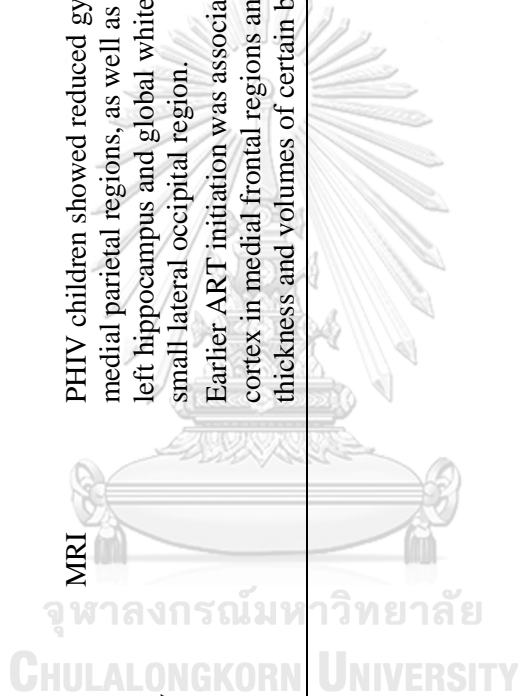 MRI
PHIV children showed reduced gy
medial parietal regions, as well as
left hippocampus and global white
small lateral occipital region.
Earlier ART initiation was associa
cortex in medial frontal regions an
thickness and volumes of certain b
จุฬาลงกรณ์มหาวิทยาลัย
CHULALONGKORN UNIVERSITY